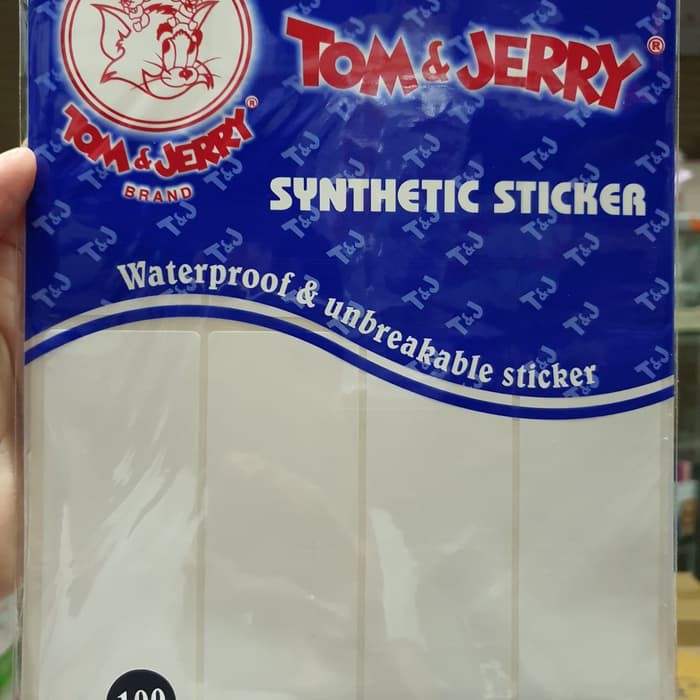 TOM & JERRY®
TOM & JERRY®
BRAND
SYNTHETIC STICKER
Waterproof & unbreakable sticker
100